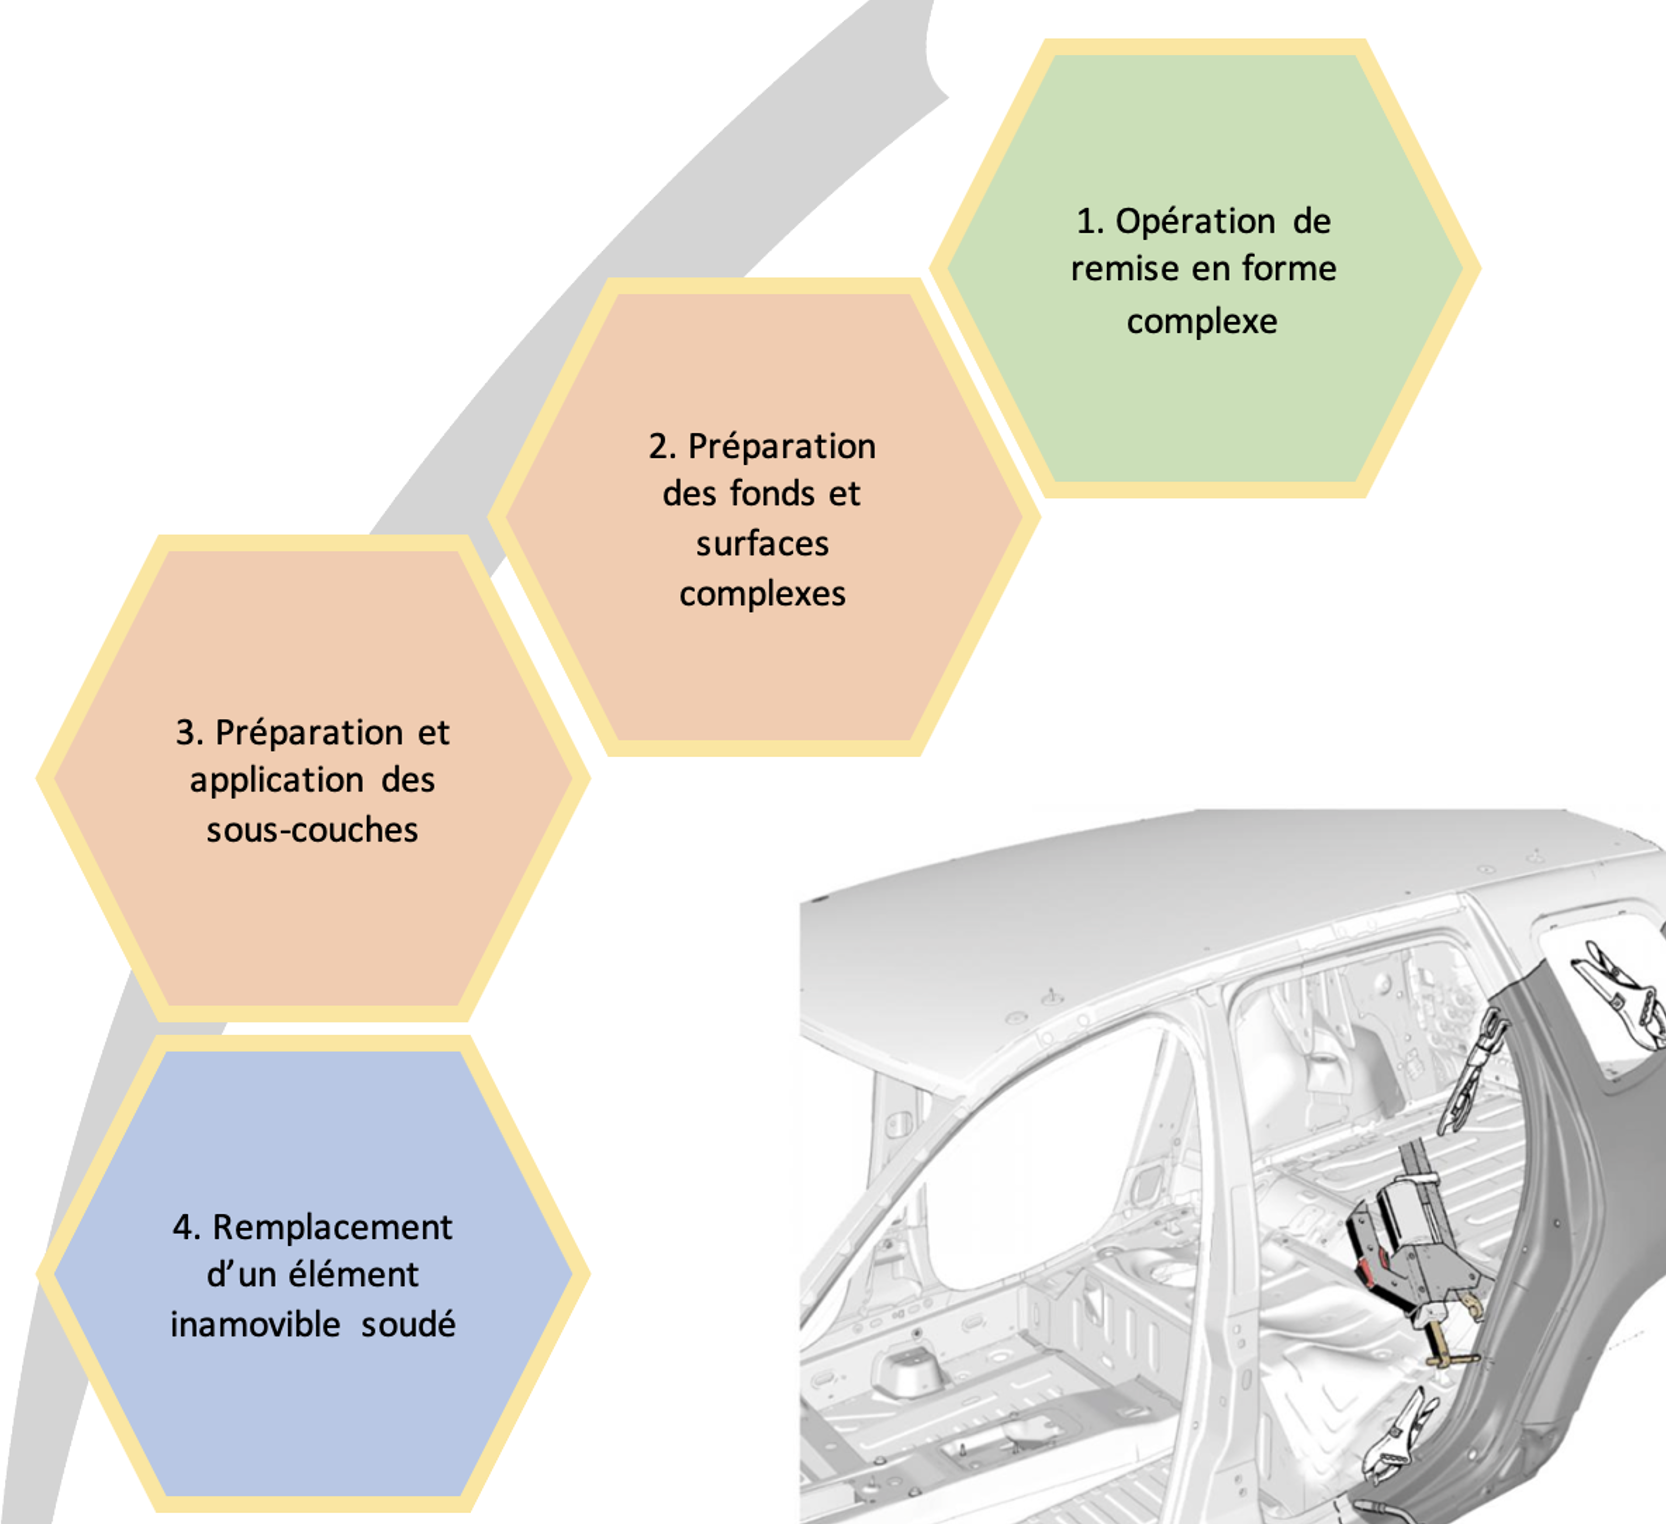 1. Opération de
remise en forme
complexe
2. Préparation
des fonds et
surfaces
complexes
3. Préparation et
application des
sous-couches
4. Remplacement
d’un élément
inamovible soudé